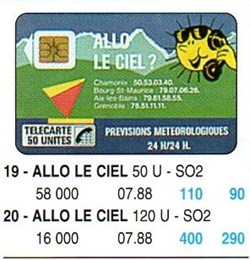 ALLO
LE CIEL ?
Chamonix : 50.53.03.40.
Bourg St-Maurice : 79.07.06.26.
Aix-les-Bains : 79.61.58.55.
Grenoble : 76.51.11.11.
TELECARTE
50 UNITES
PREVISIONS METEOROLOGIQUES
24 H/24 H.
19 - ALLO LE CIEL 50 U - SO2
58 000 07.88 110 90
20 - ALLO LE CIEL 120 U - SO2
16 000 07.88 400 290